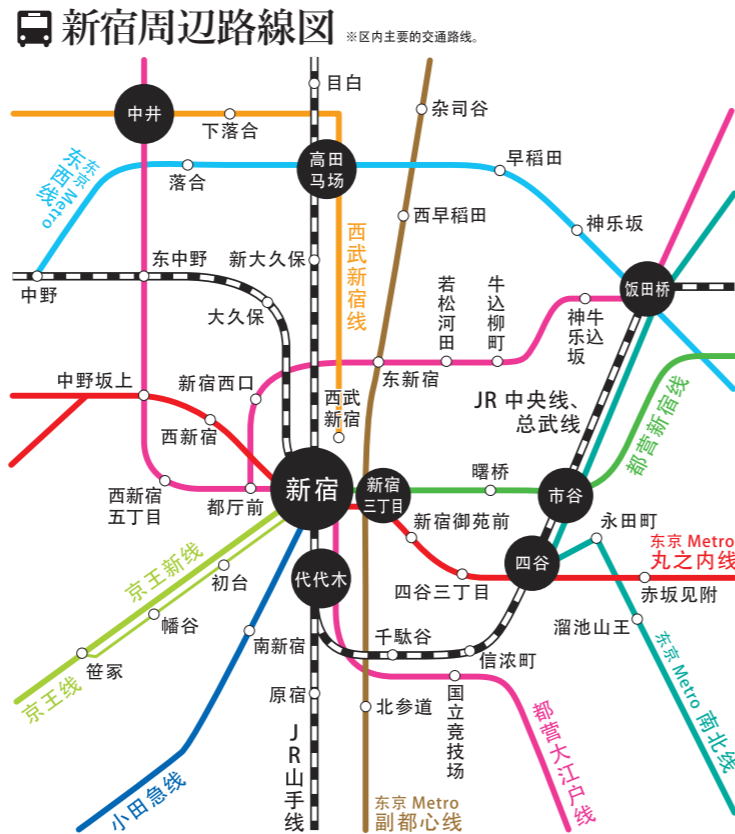 新宿周辺路線図
※区内主要的交通路线。
目白
杂司谷
中井
下落合
高田
马场
早稻田
东京 Metro
东西线
落合
西早稻田
神乐坂
西武新宿线
东中野
新大久保
饭田桥
中野
大久保
若松河田
牛込柳町
牛込
神乐坂
中野坂上
新宿西口
东新宿
西武
新宿
JR 中央线、
总武线
都营新宿线
西新宿
新宿
新宿
三丁目
曙桥
市谷
西新宿
五丁目
都厅前
新宿御苑前
永田町
东京 Metro
丸之内线
京王新线
初台
代代木
四谷
四谷三丁目
赤坂见附
幡谷
溜池山王
南新宿
千駄谷
信浓町
笹冢
京王线
原宿
北参道
国立竞技场
东京 Metro 南北线
JR山手线
都营大江户线
小田急线
东京 Metro
副都心线